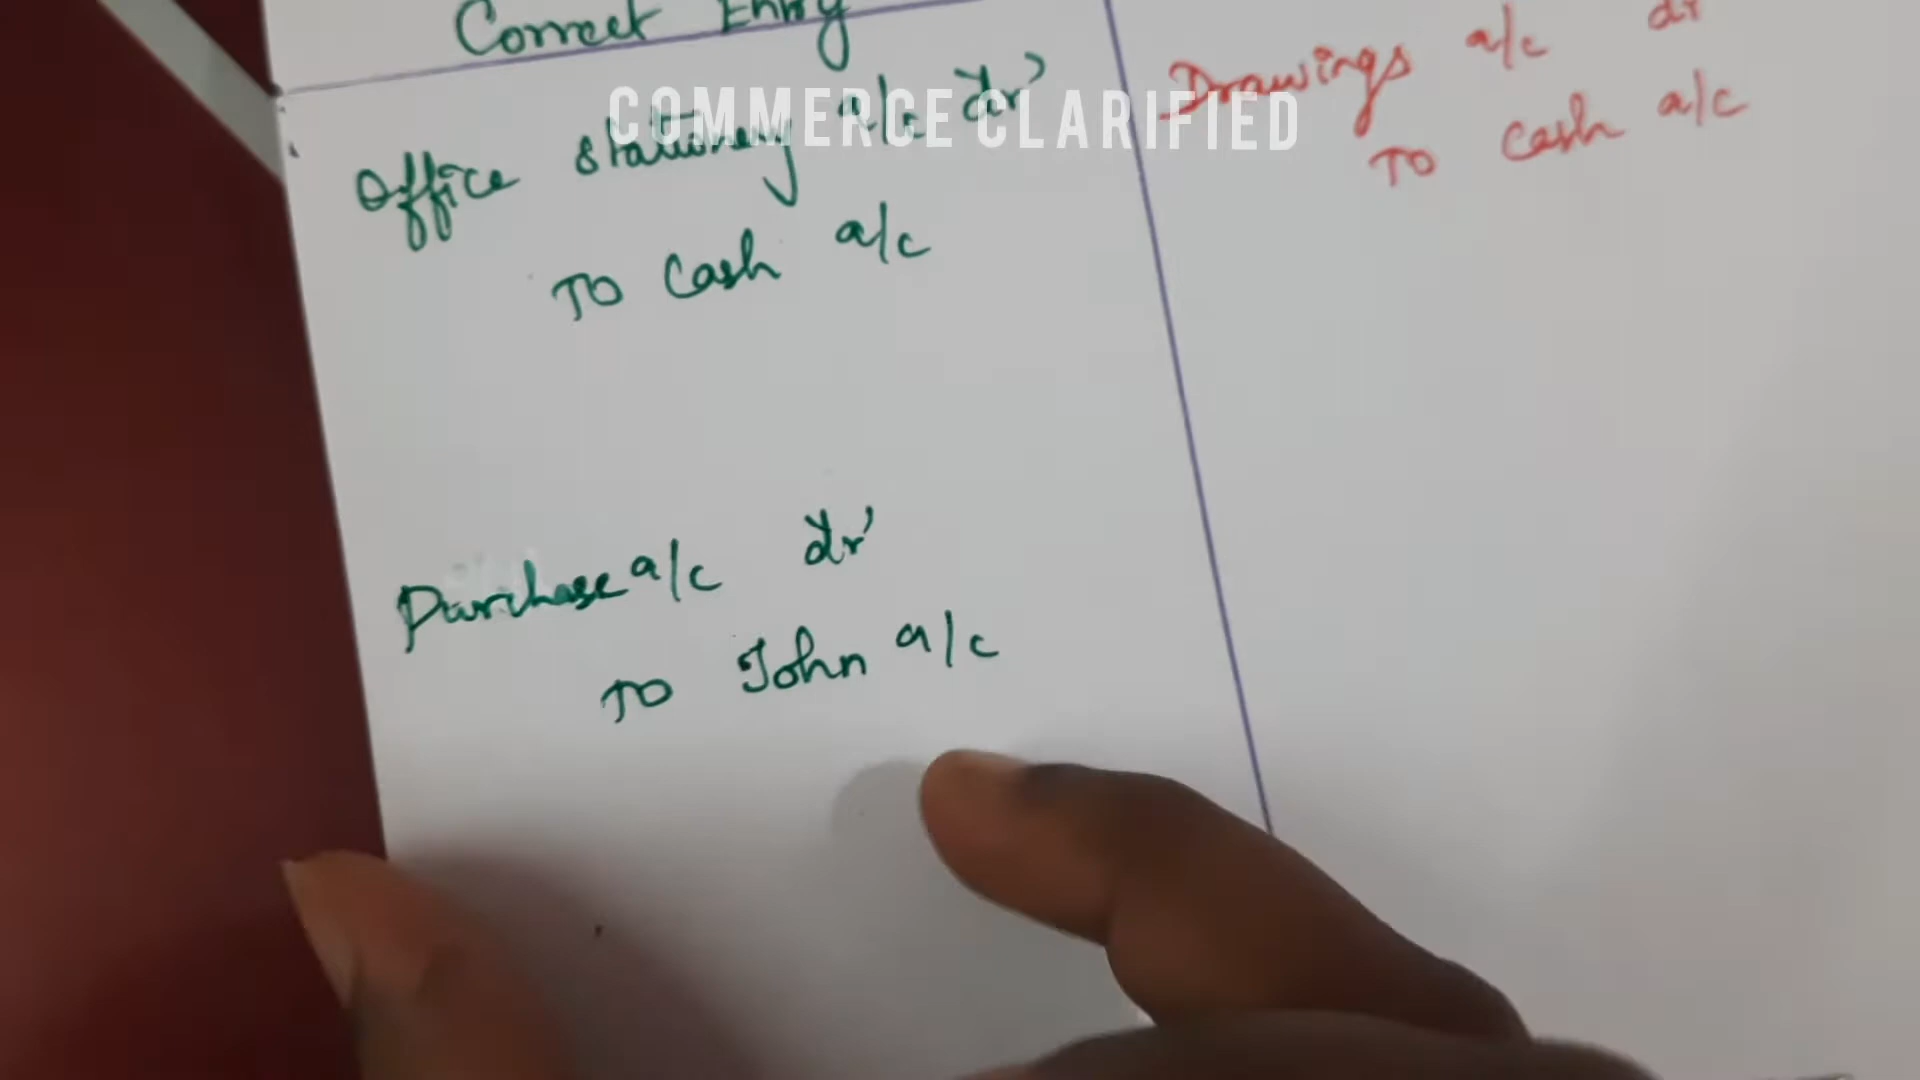 Correct Entry
Office stationery a/c dr
To Cash a/c
Purchase a/c dr
To John a/c
Drawings a/c dr
To cash a/c
COMMERCE CLARIFIED